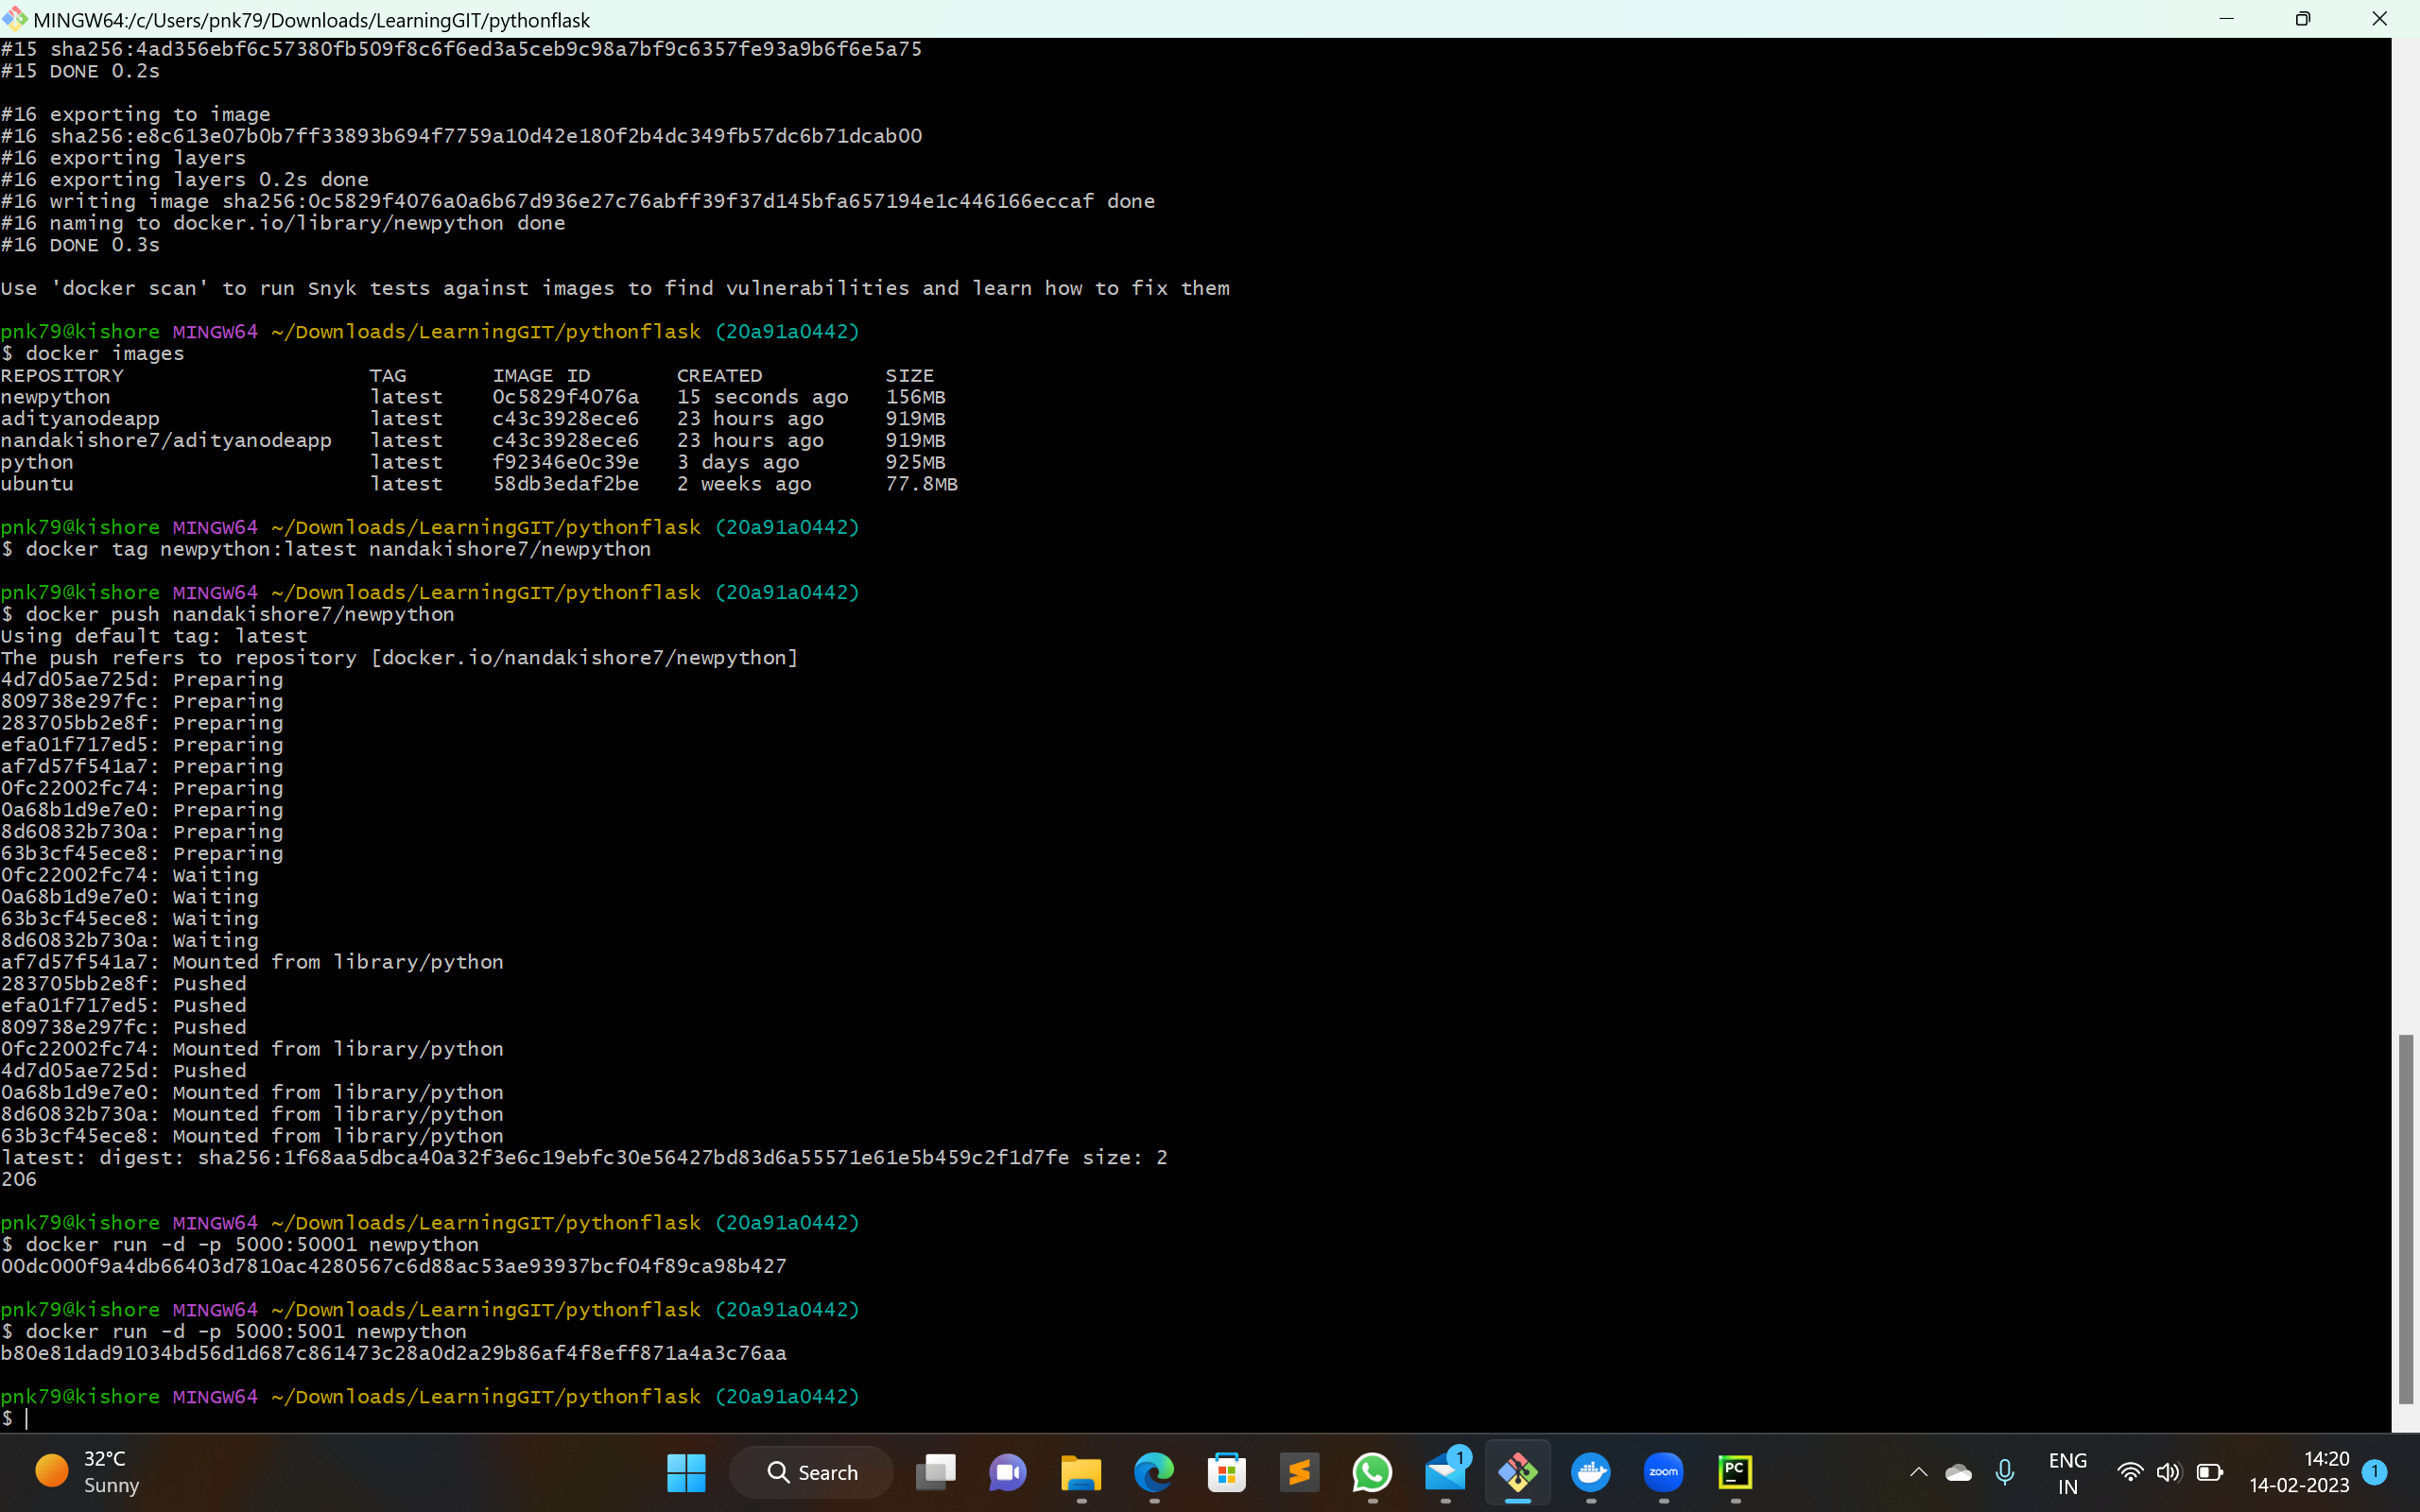 MINGW64:/c/Users/pnk79/Downloads/LearningGIT/pythonflask
#15 sha256:4ad356ebf6c57380fb509f8c6f6ed3a5ceb9c98a7bf9c6357fe93a9b6f6e5a75
#15 DONE 0.2s
#16 exporting to image
#16 sha256:e8c613e07b0b7ff33893b694f7759a10d42e180f2b4dc349fb57dc6b71dcab00
#16 exporting layers
#16 exporting layers 0.2s done
#16 writing image sha256:0c5829f4076a0a6b67d936e27c76abff39f37d145bfa657194e1c446166eccaf done
#16 naming to docker.io/library/newpython done
#16 DONE 0.3s
Use 'docker scan' to run Snyk tests against images to find vulnerabilities and learn how to fix them
pnk79@kishore MINGW64 ~/Downloads/LearningGIT/pythonflask (20a91a0442)
$ docker images
REPOSITORY TAG IMAGE ID CREATED SIZE
newpython latest 0c5829f4076a 15 seconds ago 156MB
adityanodeapp latest c43c3928ece6 23 hours ago 919MB
nandakishore7/adityanodeapp latest c43c3928ece6 23 hours ago 919MB
python latest f92346e0c39e 3 days ago 925MB
ubuntu latest 58db3edaf2be 2 weeks ago 77.8MB
pnk79@kishore MINGW64 ~/Downloads/LearningGIT/pythonflask (20a91a0442)
$ docker tag newpython:latest nandakishore7/newpython
pnk79@kishore MINGW64 ~/Downloads/LearningGIT/pythonflask (20a91a0442)
$ docker push nandakishore7/newpython
Using default tag: latest
The push refers to repository [docker.io/nandakishore7/newpython]
4d7d05ae725d: Preparing
809738e297fc: Preparing
283705bb2e8f: Preparing
efa01f717ed5: Preparing
af7d57f541a7: Preparing
0fc22002fc74: Preparing
0a68b1d9e7e0: Preparing
8d60832b730a: Preparing
63b3cf45ece8: Preparing
0fc22002fc74: Waiting
0a68b1d9e7e0: Waiting
63b3cf45ece8: Waiting
8d60832b730a: Waiting
af7d57f541a7: Mounted from library/python
283705bb2e8f: Pushed
efa01f717ed5: Pushed
809738e297fc: Pushed
0fc22002fc74: Mounted from library/python
4d7d05ae725d: Pushed
0a68b1d9e7e0: Mounted from library/python
8d60832b730a: Mounted from library/python
63b3cf45ece8: Mounted from library/python
latest: digest: sha256:1f68aa5dbca40a32f3e6c19ebfc30e56427bd83d6a55571e61e5b459c2f1d7fe size: 2
206
pnk79@kishore MINGW64 ~/Downloads/LearningGIT/pythonflask (20a91a0442)
$ docker run -d -p 5000:50001 newpython
00dc000f9a4db66403d7810ac4280567c6d88ac53ae93937bcf04f89ca98b427
pnk79@kishore MINGW64 ~/Downloads/LearningGIT/pythonflask (20a91a0442)
$ docker run -d -p 5000:5001 newpython
b80e81dad91034bd56d1d687c861473c28a0d2a29b86af4f8eff871a4a3c76aa
pnk79@kishore MINGW64 ~/Downloads/LearningGIT/pythonflask (20a91a0442)
$
32°C
Sunny
Search
1
zoom
PC
ENG
IN
14:20
14-02-2023
1